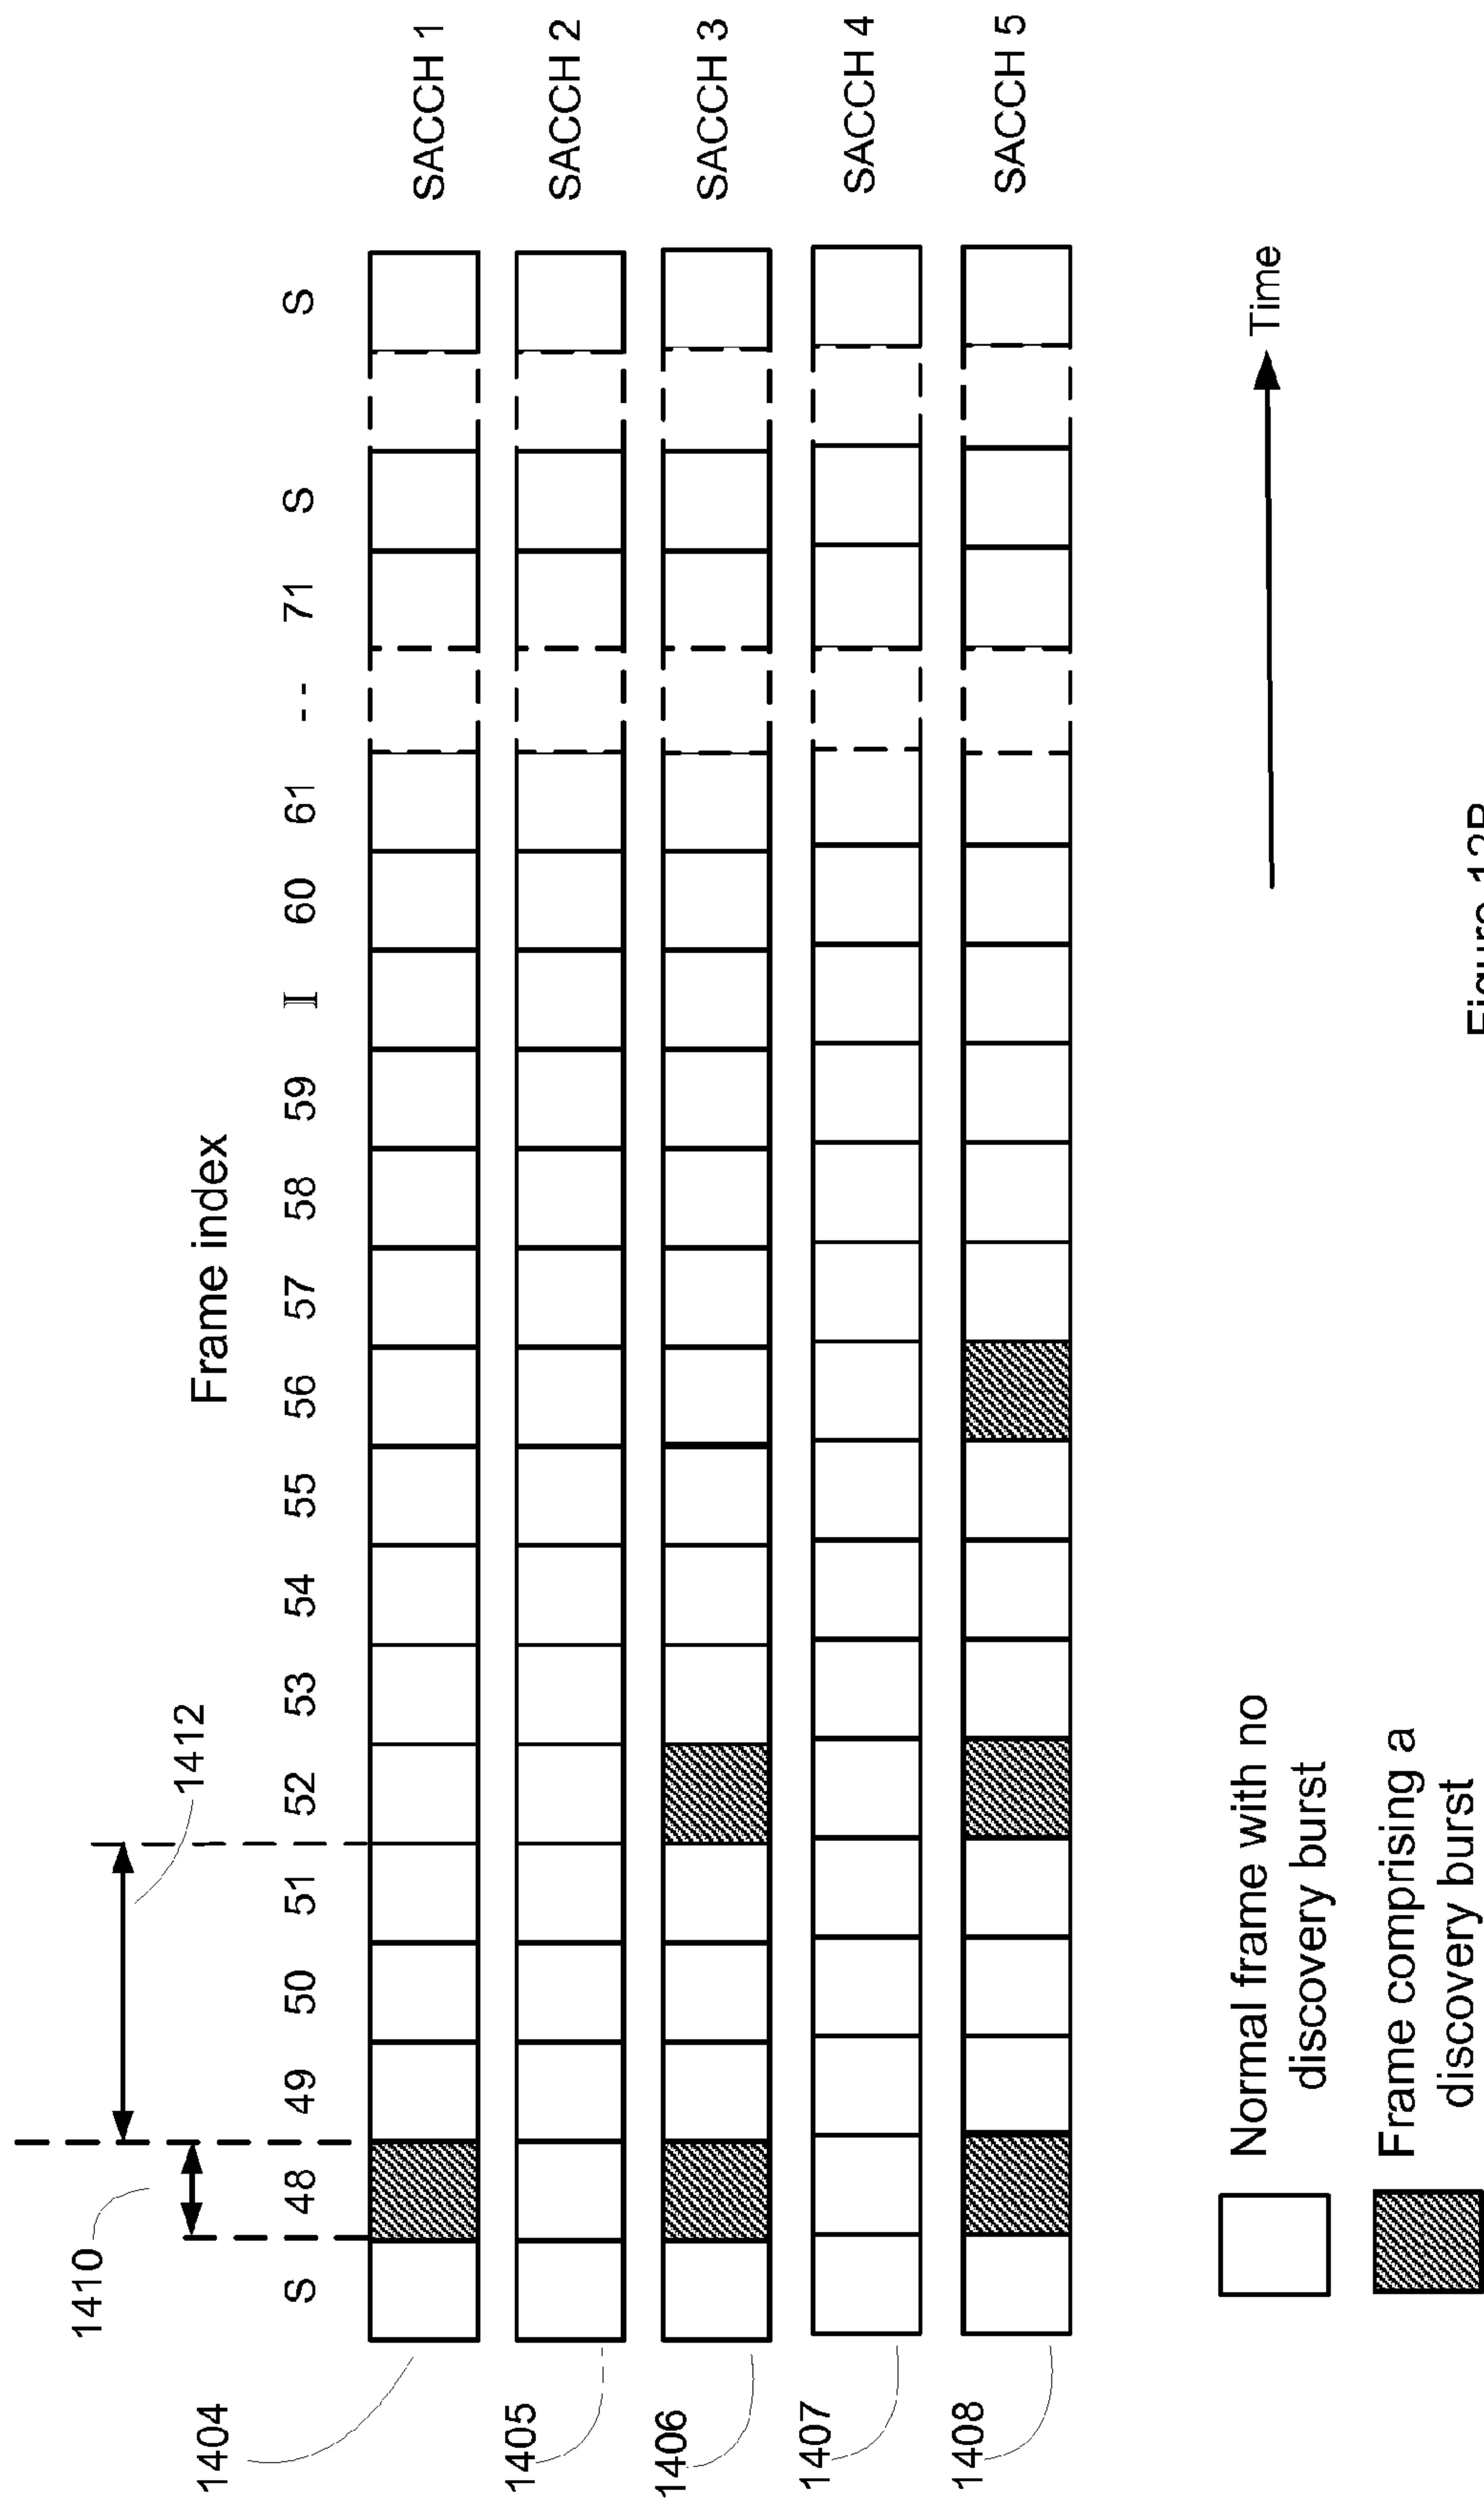 1410
1412
Frame index
S 48 49 50 51 52 53 54 55 56 57 58 59 I 60 61 -- 71 S S
1404
SACCH 1
1405
SACCH 2
1406
SACCH 3
1407
SACCH 4
1408
SACCH 5
Time
Normal frame with no
discovery burst
Frame comprising a
discovery burst